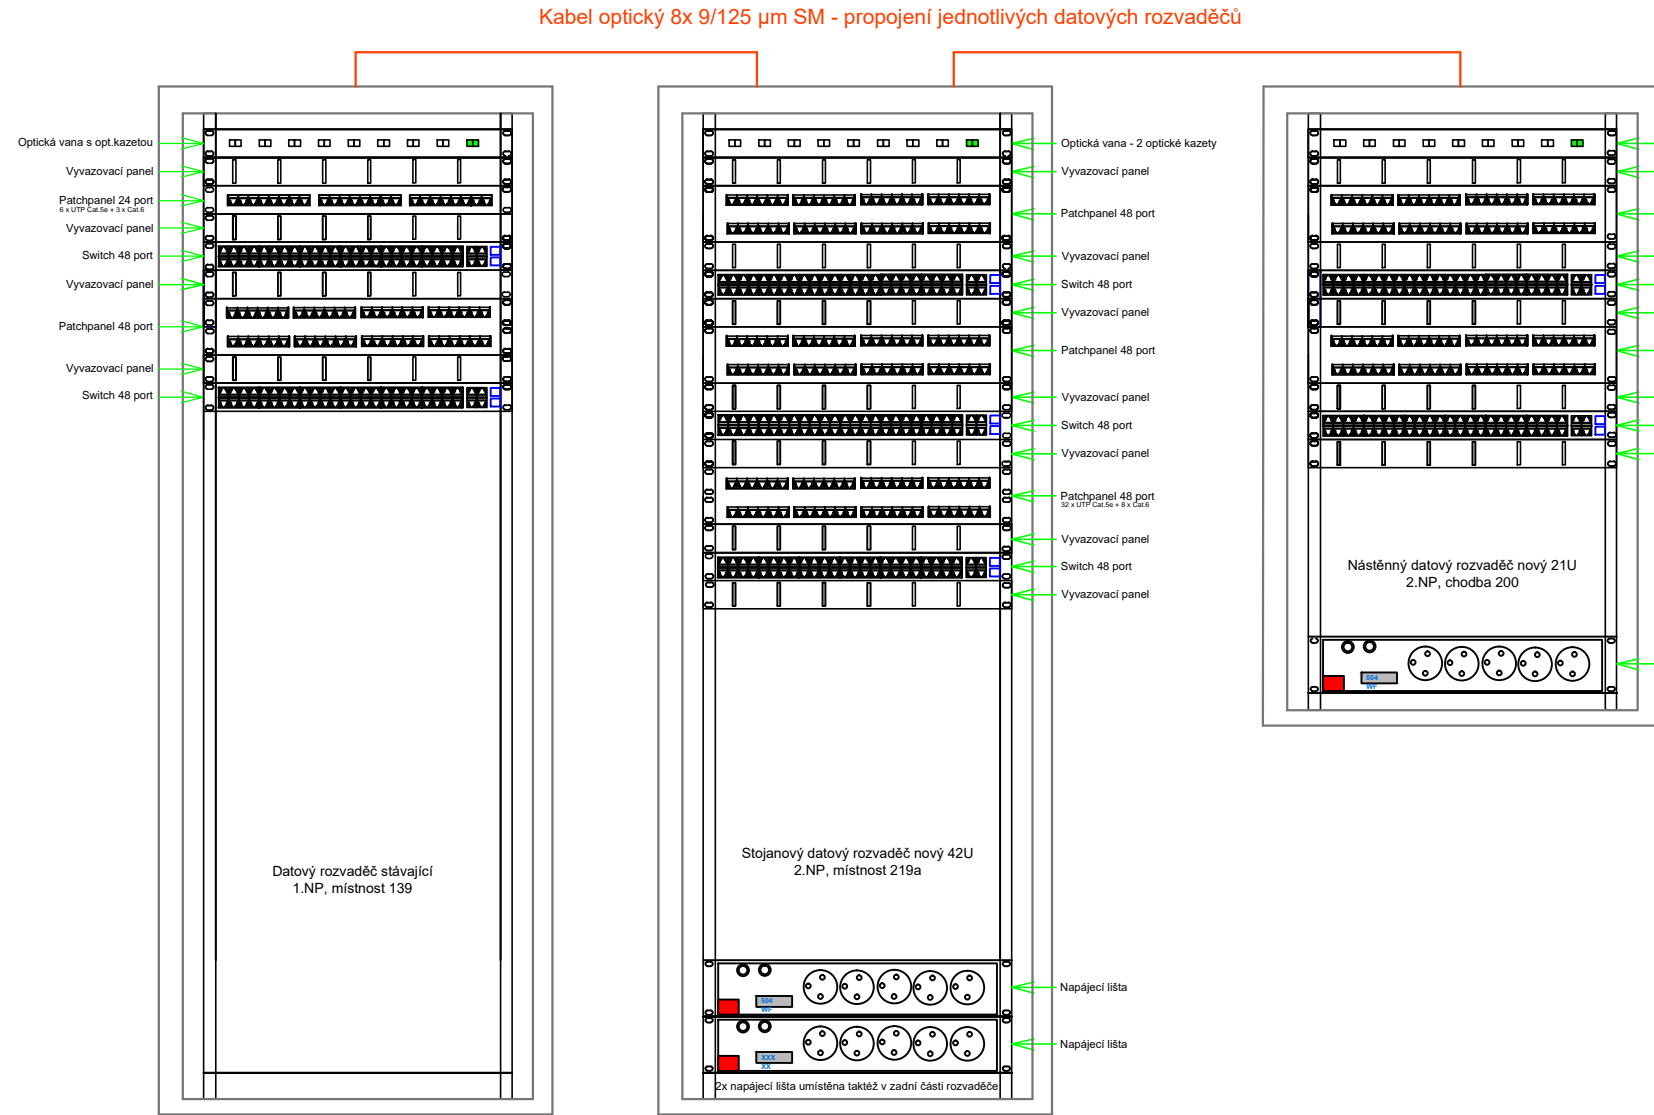 Kabel optický 8x 9/125 µm SM - propojení jednotlivých datových rozvaděčů
Optická vana s opt.kazetou
Vyvazovací panel
Patchpanel 24 port
6 x UTP Cat.5e + 3 x Cat.6
Vyvazovací panel
Switch 48 port
Vyvazovací panel
Patchpanel 48 port
Vyvazovací panel
Switch 48 port
Datový rozvaděč stávající
1.NP, místnost 139
Optická vana - 2 optické kazety
Vyvazovací panel
Patchpanel 48 port
Vyvazovací panel
Switch 48 port
Vyvazovací panel
Patchpanel 48 port
Vyvazovací panel
Switch 48 port
Vyvazovací panel
Patchpanel 48 port
32 x UTP Cat.5e + 8 x Cat.6
Vyvazovací panel
Switch 48 port
Vyvazovací panel
Stojanový datový rozvaděč nový 42U
2.NP, místnost 219a
504
WF
Napájecí lišta
XXX
XX
Napájecí lišta
2x napájecí lišta umístěna taktéž v zadní části rozvaděče
Nástěnný datový rozvaděč nový 21U
2.NP, chodba 200
504
WF